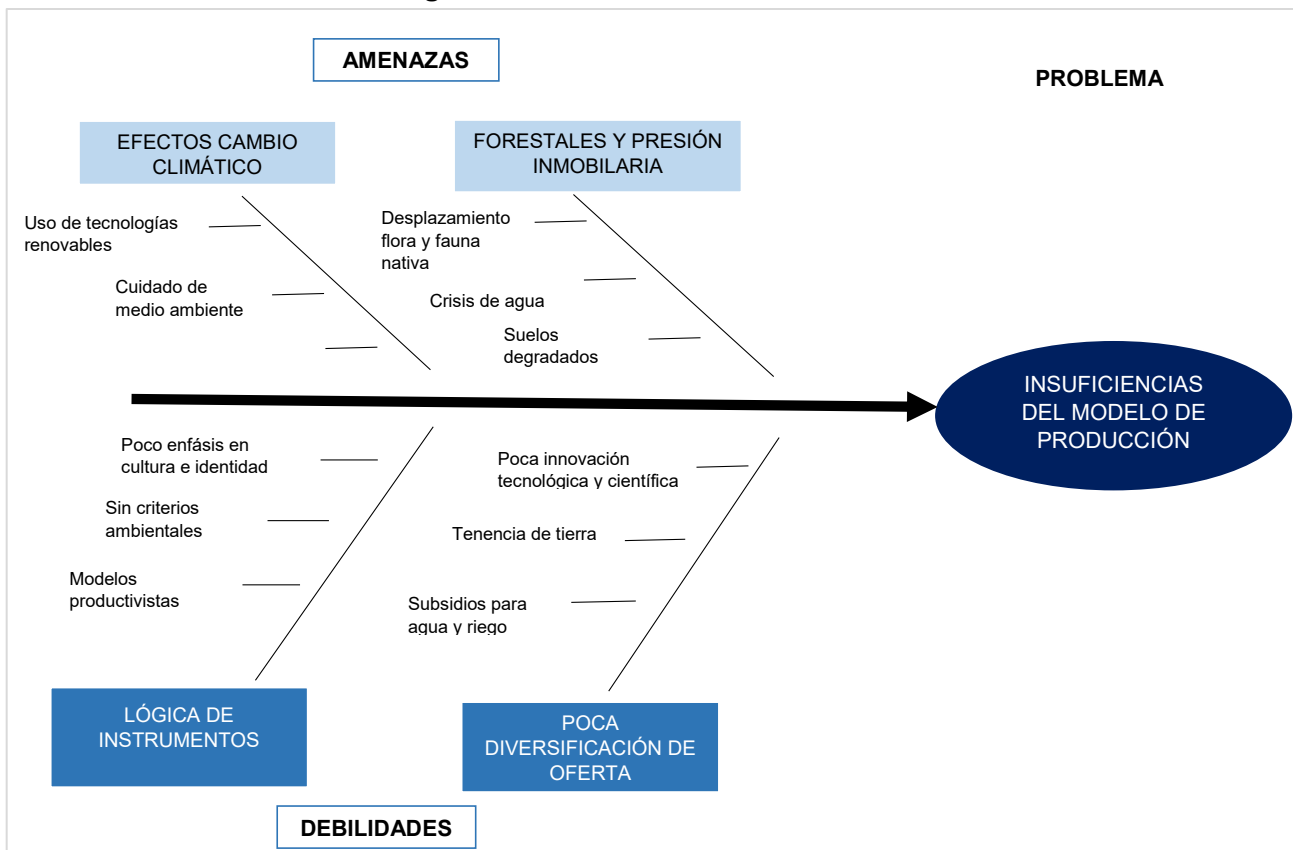 AMENAZAS
PROBLEMA
EFECTOS CAMBIO
CLIMÁTICO
FORESTALES Y PRESIÓN
INMOBILARIA
Uso de tecnologías
renovables
Cuidado de
medio ambiente
Desplazamiento
flora y fauna
nativa
Crisis de agua
Suelos
degradados
INSUFICIENCIAS
DEL MODELO DE
PRODUCCIÓN
Poco enfásis en
cultura e identidad
Sin criterios
ambientales
Modelos
productivistas
Poca innovación
tecnológica y científica
Tenencia de tierra
Subsidios para
agua y riego
LÓGICA DE
INSTRUMENTOS
POCA
DIVERSIFICACIÓN DE
OFERTA
DEBILIDADES